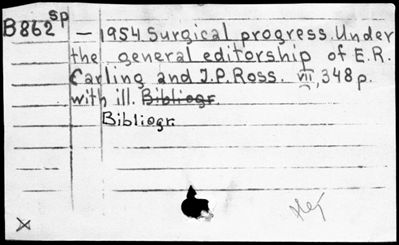 B862sp — 1954 Surgical progress. Under
the general editorship of E.R.
Carling and J.P. Ross. VII, 348 p.
with ill. Bibliogr.
Bibliogr.